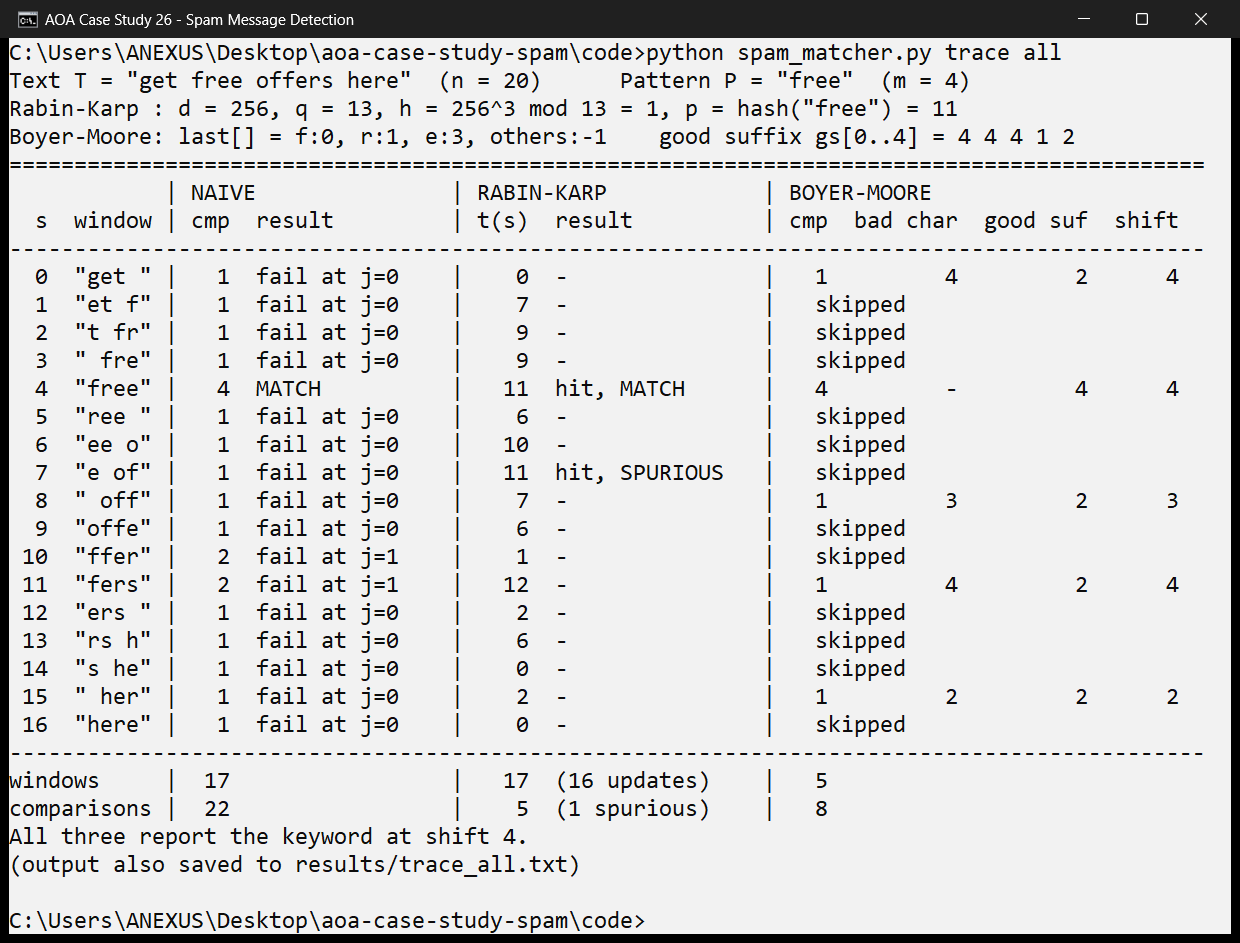 AOA Case Study 26 - Spam Message Detection
C:\Users\ANEXUS\Desktop\aoa-case-study-spam\code>python spam_matcher.py trace all
Text T = "get free offers here"  (n = 20)      Pattern P = "free"  (m = 4)
Rabin-Karp : d = 256, q = 13, h = 256^3 mod 13 = 1, p = hash("free") = 11
Boyer-Moore: last[] = f:0, r:1, e:3, others:-1    good suffix gs[0..4] = 4 4 4 1 2
============================================================================================
            | NAIVE               | RABIN-KARP            | BOYER-MOORE
  s  window | cmp  result         | t(s)  result          | cmp  bad char  good suf  shift
--------------------------------------------------------------------------------------------
  0  "get " |   1  fail at j=0    |    0  -               |   1         4         2      4
  1  "et f" |   1  fail at j=0    |    7  -               |   skipped
  2  "t fr" |   1  fail at j=0    |    9  -               |   skipped
  3  " fre" |   1  fail at j=0    |    9  -               |   skipped
  4  "free" |   4  MATCH          |   11  hit, MATCH      |   4         -         4      4
  5  "ree " |   1  fail at j=0    |    6  -               |   skipped
  6  "ee o" |   1  fail at j=0    |   10  -               |   skipped
  7  "e of" |   1  fail at j=0    |   11  hit, SPURIOUS   |   skipped
  8  " off" |   1  fail at j=0    |    7  -               |   1         3         2      3
  9  "offe" |   1  fail at j=0    |    6  -               |   skipped
 10  "ffer" |   2  fail at j=1    |    1  -               |   skipped
 11  "fers" |   2  fail at j=1    |   12  -               |   1         4         2      4
 12  "ers " |   1  fail at j=0    |    2  -               |   skipped
 13  "rs h" |   1  fail at j=0    |    6  -               |   skipped
 14  "s he" |   1  fail at j=0    |    0  -               |   skipped
 15  " her" |   1  fail at j=0    |    2  -               |   1         2         2      2
 16  "here" |   1  fail at j=0    |    0  -               |   skipped
--------------------------------------------------------------------------------------------
windows     |  17                 |   17  (16 updates)    |   5
comparisons |  22                 |    5  (1 spurious)    |   8
All three report the keyword at shift 4.
(output also saved to results/trace_all.txt)
C:\Users\ANEXUS\Desktop\aoa-case-study-spam\code>